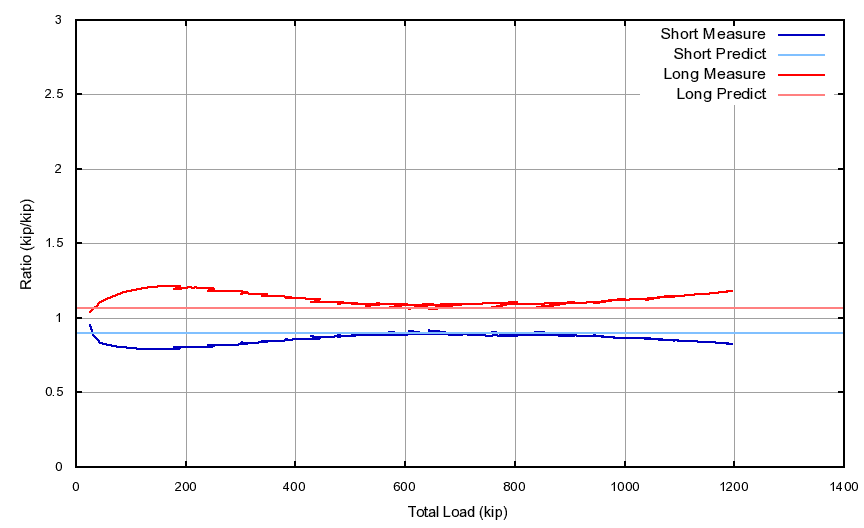 3
2.5
2
1.5
1
0.5
0
Ratio (kip/kip)
Short Measure
Short Predict
Long Measure
Long Predict
0 200 400 600 800 1000 1200 1400
Total Load (kip)